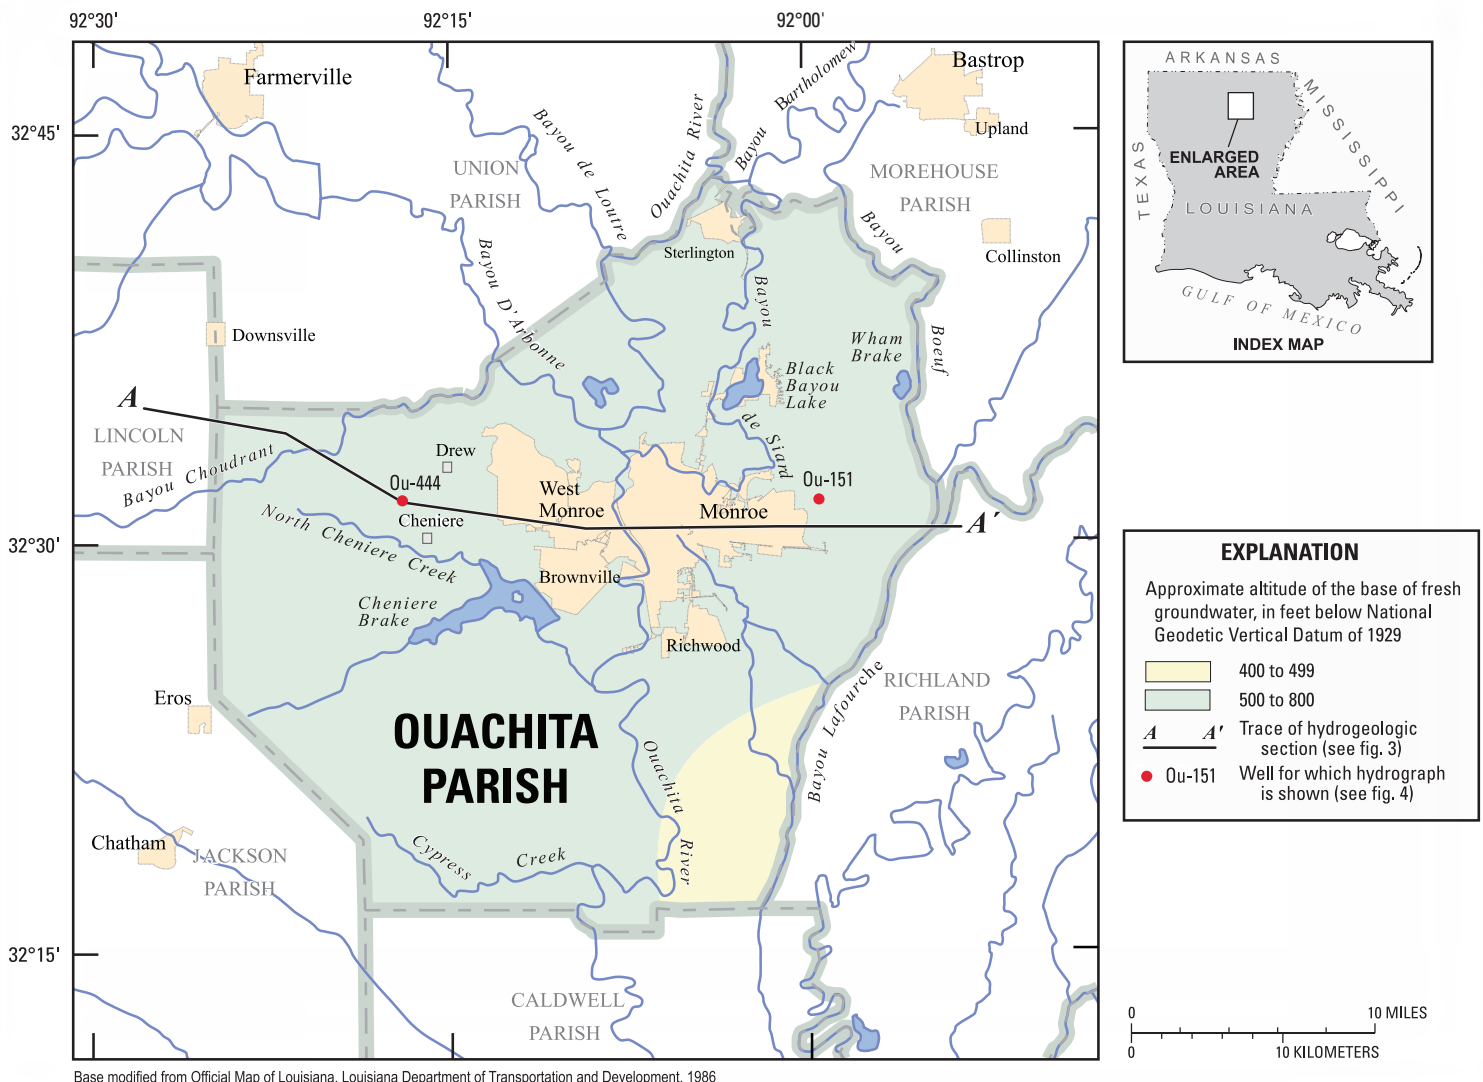 92°30'
92°15'
92°00'
32°45'
32°30'
32°15'
Farmerville
Bastrop
Upland
Bayou Bartholomew
Ouachita River
Bayou de Loutre
UNION
PARISH
MOREHOUSE
PARISH
Collinston
Sterlington
Bayou D'Arbonne
Bayou
de Siard
Bayou
Boeuf
Wham
Brake
Black
Bayou
Lake
Downsville
A
LINCOLN
PARISH
Bayou Choudrant
Drew
Ou-444
Cheniere
North Cheniere Creek
West
Monroe
Monroe
Ou-151
A′
Brownville
Cheniere
Brake
Richwood
Eros
OUACHITA
PARISH
Ouachita
River
Bayou Lafourche
RICHLAND
PARISH
Chatham
JACKSON
PARISH
Cypress Creek
CALDWELL
PARISH
ARKANSAS
MISSISSIPPI
TEXAS
ENLARGED
AREA
LOUISIANA
GULF OF MEXICO
INDEX MAP
EXPLANATION
Approximate altitude of the base of fresh
groundwater, in feet below National
Geodetic Vertical Datum of 1929
400 to 499
500 to 800
A A′ Trace of hydrogeologic
section (see fig. 3)
Ou-151 Well for which hydrograph
is shown (see fig. 4)
0 10 MILES
0 10 KILOMETERS
Base modified from Official Map of Louisiana, Louisiana Department of Transportation and Development, 1986